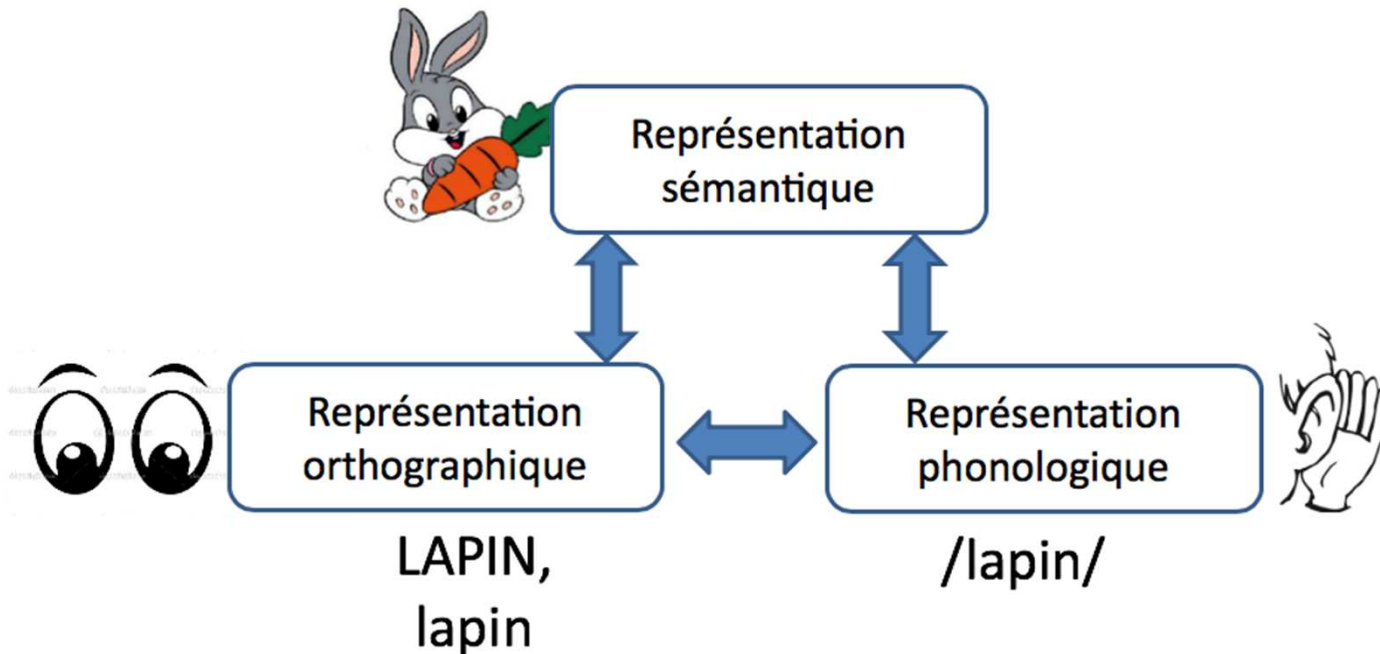 Représentation
sémantique
Représentation
orthographique
Représentation
phonologique
LAPIN,
lapin
/lapin/